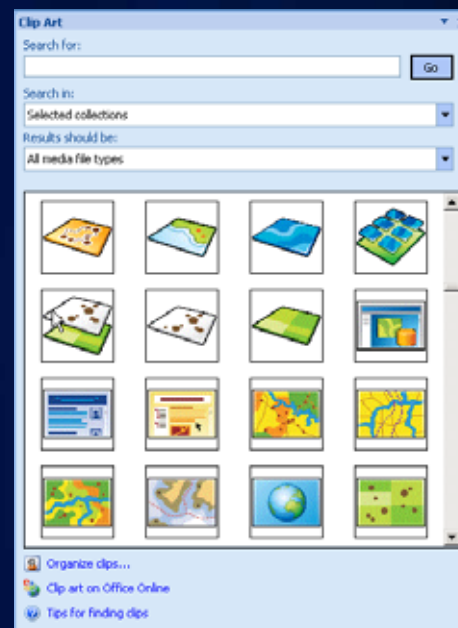 Clip Art
Search for:
Go
Search in:
Selected collections
Results should be:
All media file types
Organize clips...
Clip art on Office Online
Tips for finding clips